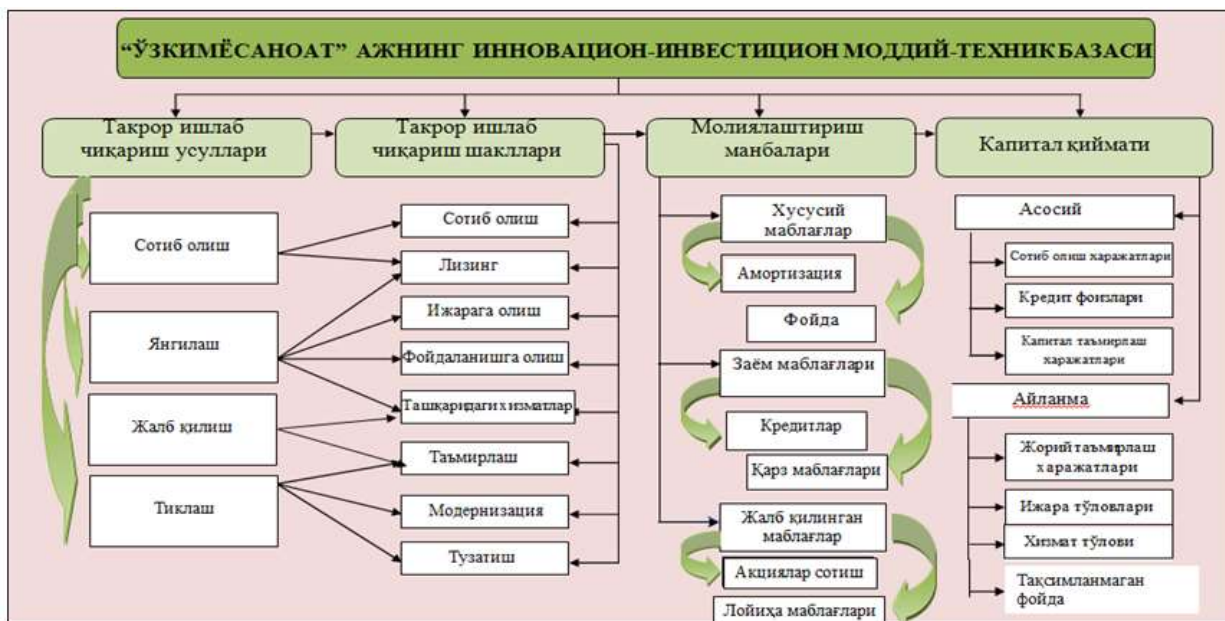 “ЎЗКИМЁСАНОАТ” АЖНИНГ ИННОВАЦИОН-ИНВЕСТИЦИОН МОДДИЙ-ТЕХНИК БАЗАСИ
Такрор ишлаб
чиқариш усуллари
Такрор ишлаб
чиқариш шакллари
Молиялаштириш
манбалари
Капитал қиймати
Сотиб олиш
Янгилаш
Жалб қилиш
Тиклаш
Сотиб олиш
Лизинг
Ижарага олиш
Фойдаланишга олиш
Ташқаридаги хизматлар
Таъмирлаш
Модернизация
Тузатиш
Хусусий
маблағлар
Амортизация
Фойда
Заём маблағлари
Кредитлар
Қарз маблағлари
Жалб қилинган
маблағлар
Акциялар сотиш
Лойиҳа маблағлари
Асосий
Сотиб олиш харажатлари
Кредит фоизлари
Капитал таъмирлаш
харажатлари
Айланма
Жорий таъмирлаш
харажатлари
Ижара тўловлари
Хизмат тўлови
Тақсимланмаган
фойда